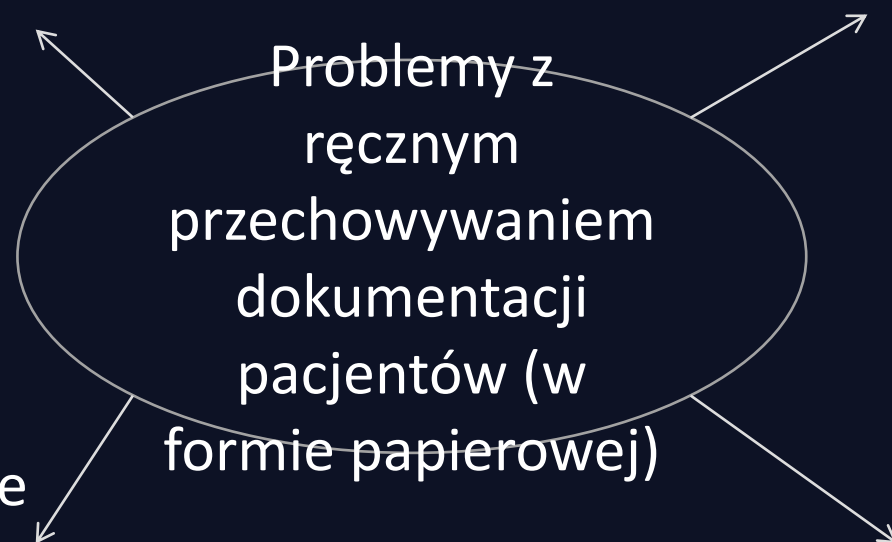 Problemy z
ręcznym
przechowywaniem
dokumentacji
pacjentów (w
formie papierowej)
e